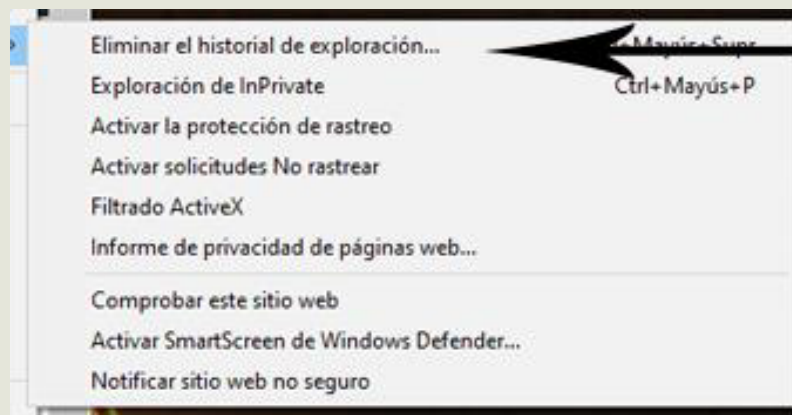 Eliminar el historial de exploración... +Mayús+Supr
Exploración de InPrivate Ctrl+Mayús+P
Activar la protección de rastreo
Activar solicitudes No rastrear
Filtrado ActiveX
Informe de privacidad de páginas web...
Comprobar este sitio web
Activar SmartScreen de Windows Defender...
Notificar sitio web no seguro